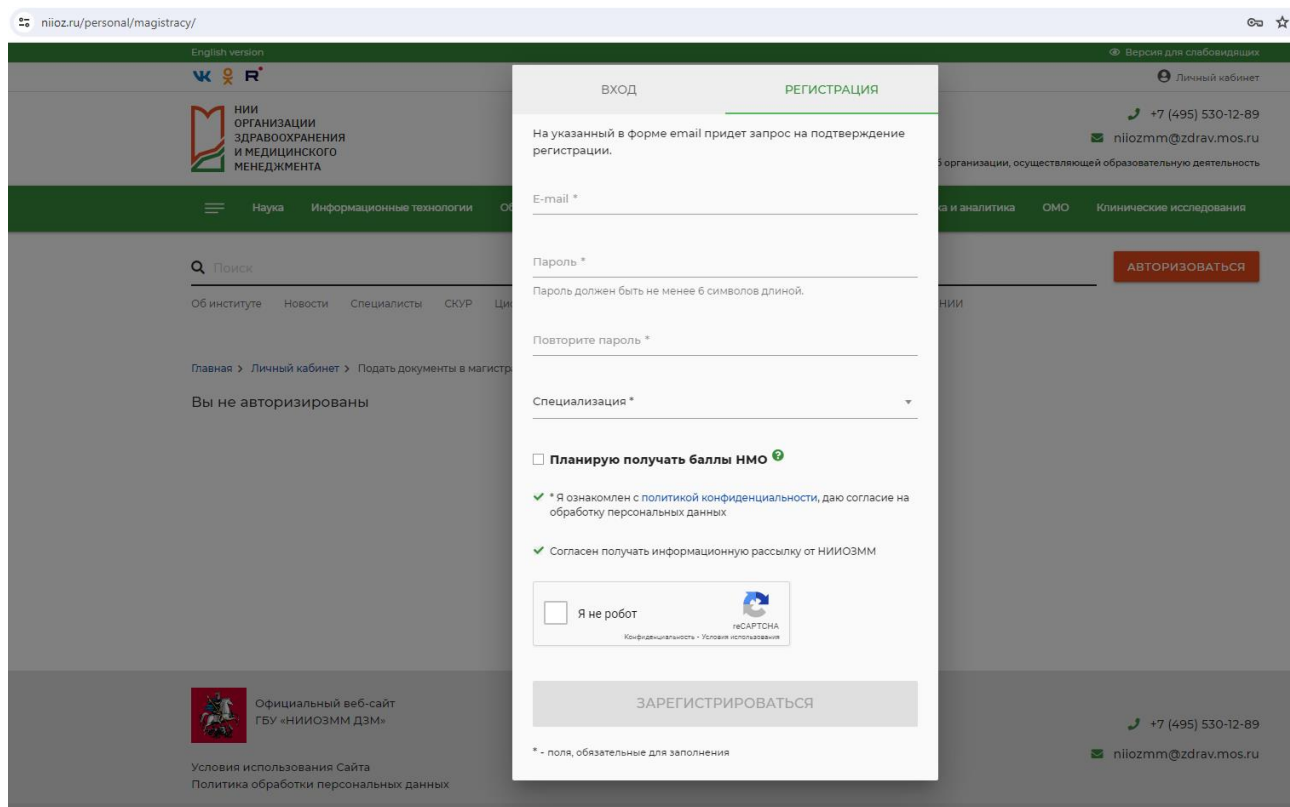 niioz.ru/personal/magistracy/
English version
Версия для слабовидящих
R
Личный кабинет
НИИ
ОРГАНИЗАЦИИ
ЗДРАВООХРАНЕНИЯ
И МЕДИЦИНСКОГО
МЕНЕДЖМЕНТА
+7 (495) 530-12-89
niiozmm@zdrav.mos.ru
организации, осуществляющей образовательную деятельность
Наука Информационные технологии
и аналитика ОМО Клинические исследования
Поиск
АВТОРИЗОВАТЬСЯ
Об институте Новости Специалисты СКУР
НИИ
Главная > Личный кабинет > Подать документы в магистр
Вы не авторизированы
ВХОД РЕГИСТРАЦИЯ
На указанный в форме email придет запрос на подтверждение
регистрации.
E-mail *
Пароль *
Пароль должен быть не менее 6 символов длиной.
Повторите пароль *
Специализация *
Планирую получать баллы НМО ?
* Я ознакомлен с политикой конфиденциальности, даю согласие на
обработку персональных данных
Согласен получать информационную рассылку от НИИОЗММ
Я не робот
reCAPTCHA
Конфиденциальность - Условия использования
ЗАРЕГИСТРИРОВАТЬСЯ
* - поля, обязательные для заполнения
Официальный веб-сайт
ГБУ «НИИОЗММ ДЗМ»
Условия использования Сайта
Политика обработки персональных данных
+7 (495) 530-12-89
niiozmm@zdrav.mos.ru